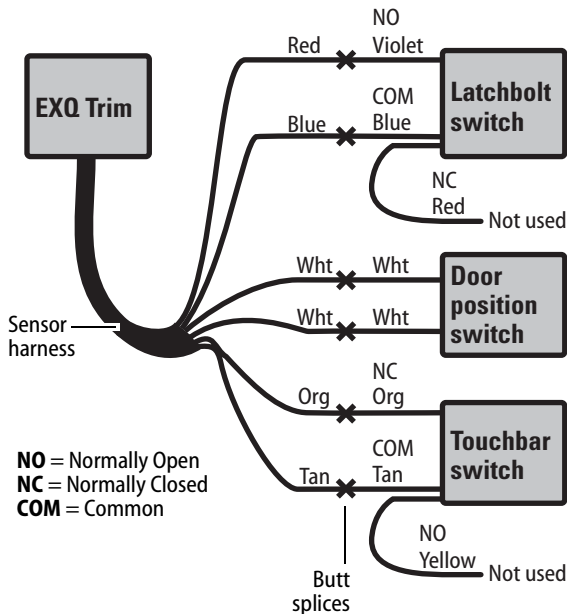 EXQ Trim
Red
NO
Violet
Latchbolt
switch
Blue
COM
Blue
NC
Red
Not used
Wht
Wht
Door
position
switch
Wht
Wht
Sensor
harness
Org
NC
Org
Touchbar
switch
Tan
COM
Tan
NO
Yellow
Not used
NO = Normally Open
NC = Normally Closed
COM = Common
Butt
splices